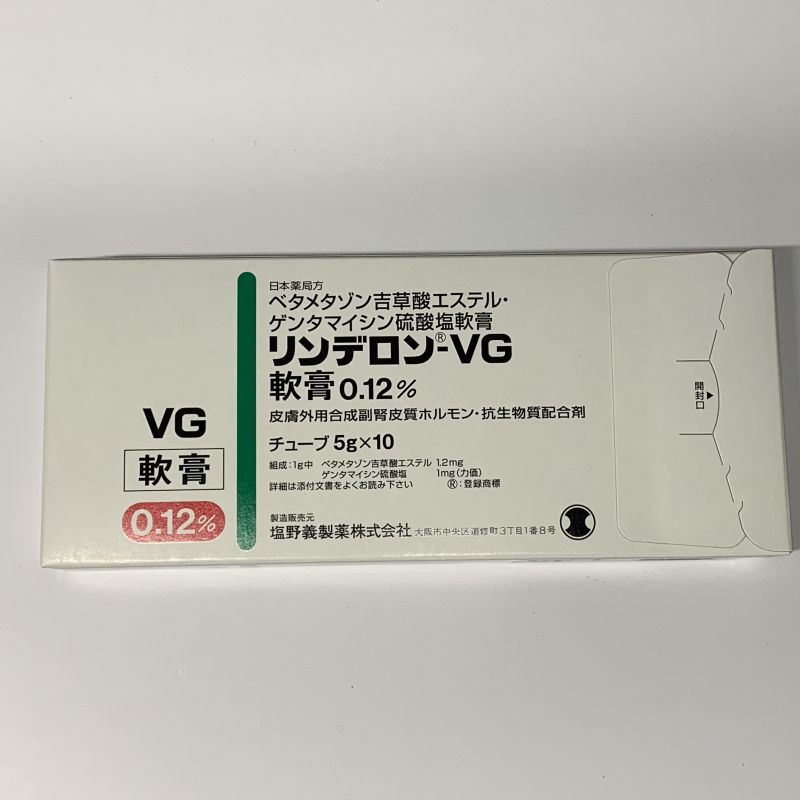 VG
軟膏
0.12%
日本薬局方
ベタメタゾン吉草酸エステル・
ゲンタマイシン硫酸塩軟膏
リンデロン®-VG
軟膏0.12%
皮膚外用合成副腎皮質ホルモン・抗生物質配合剤
チューブ 5g×10
組成:1g中 ベタメタゾン吉草酸エステル 1.2mg
ゲンタマイシン硫酸塩 1mg(力価)
詳細は添付文書をよくお読み下さい ®:登録商標
製造販売元
塩野義製薬株式会社 大阪市中央区道修町3丁目1番8号
開封口